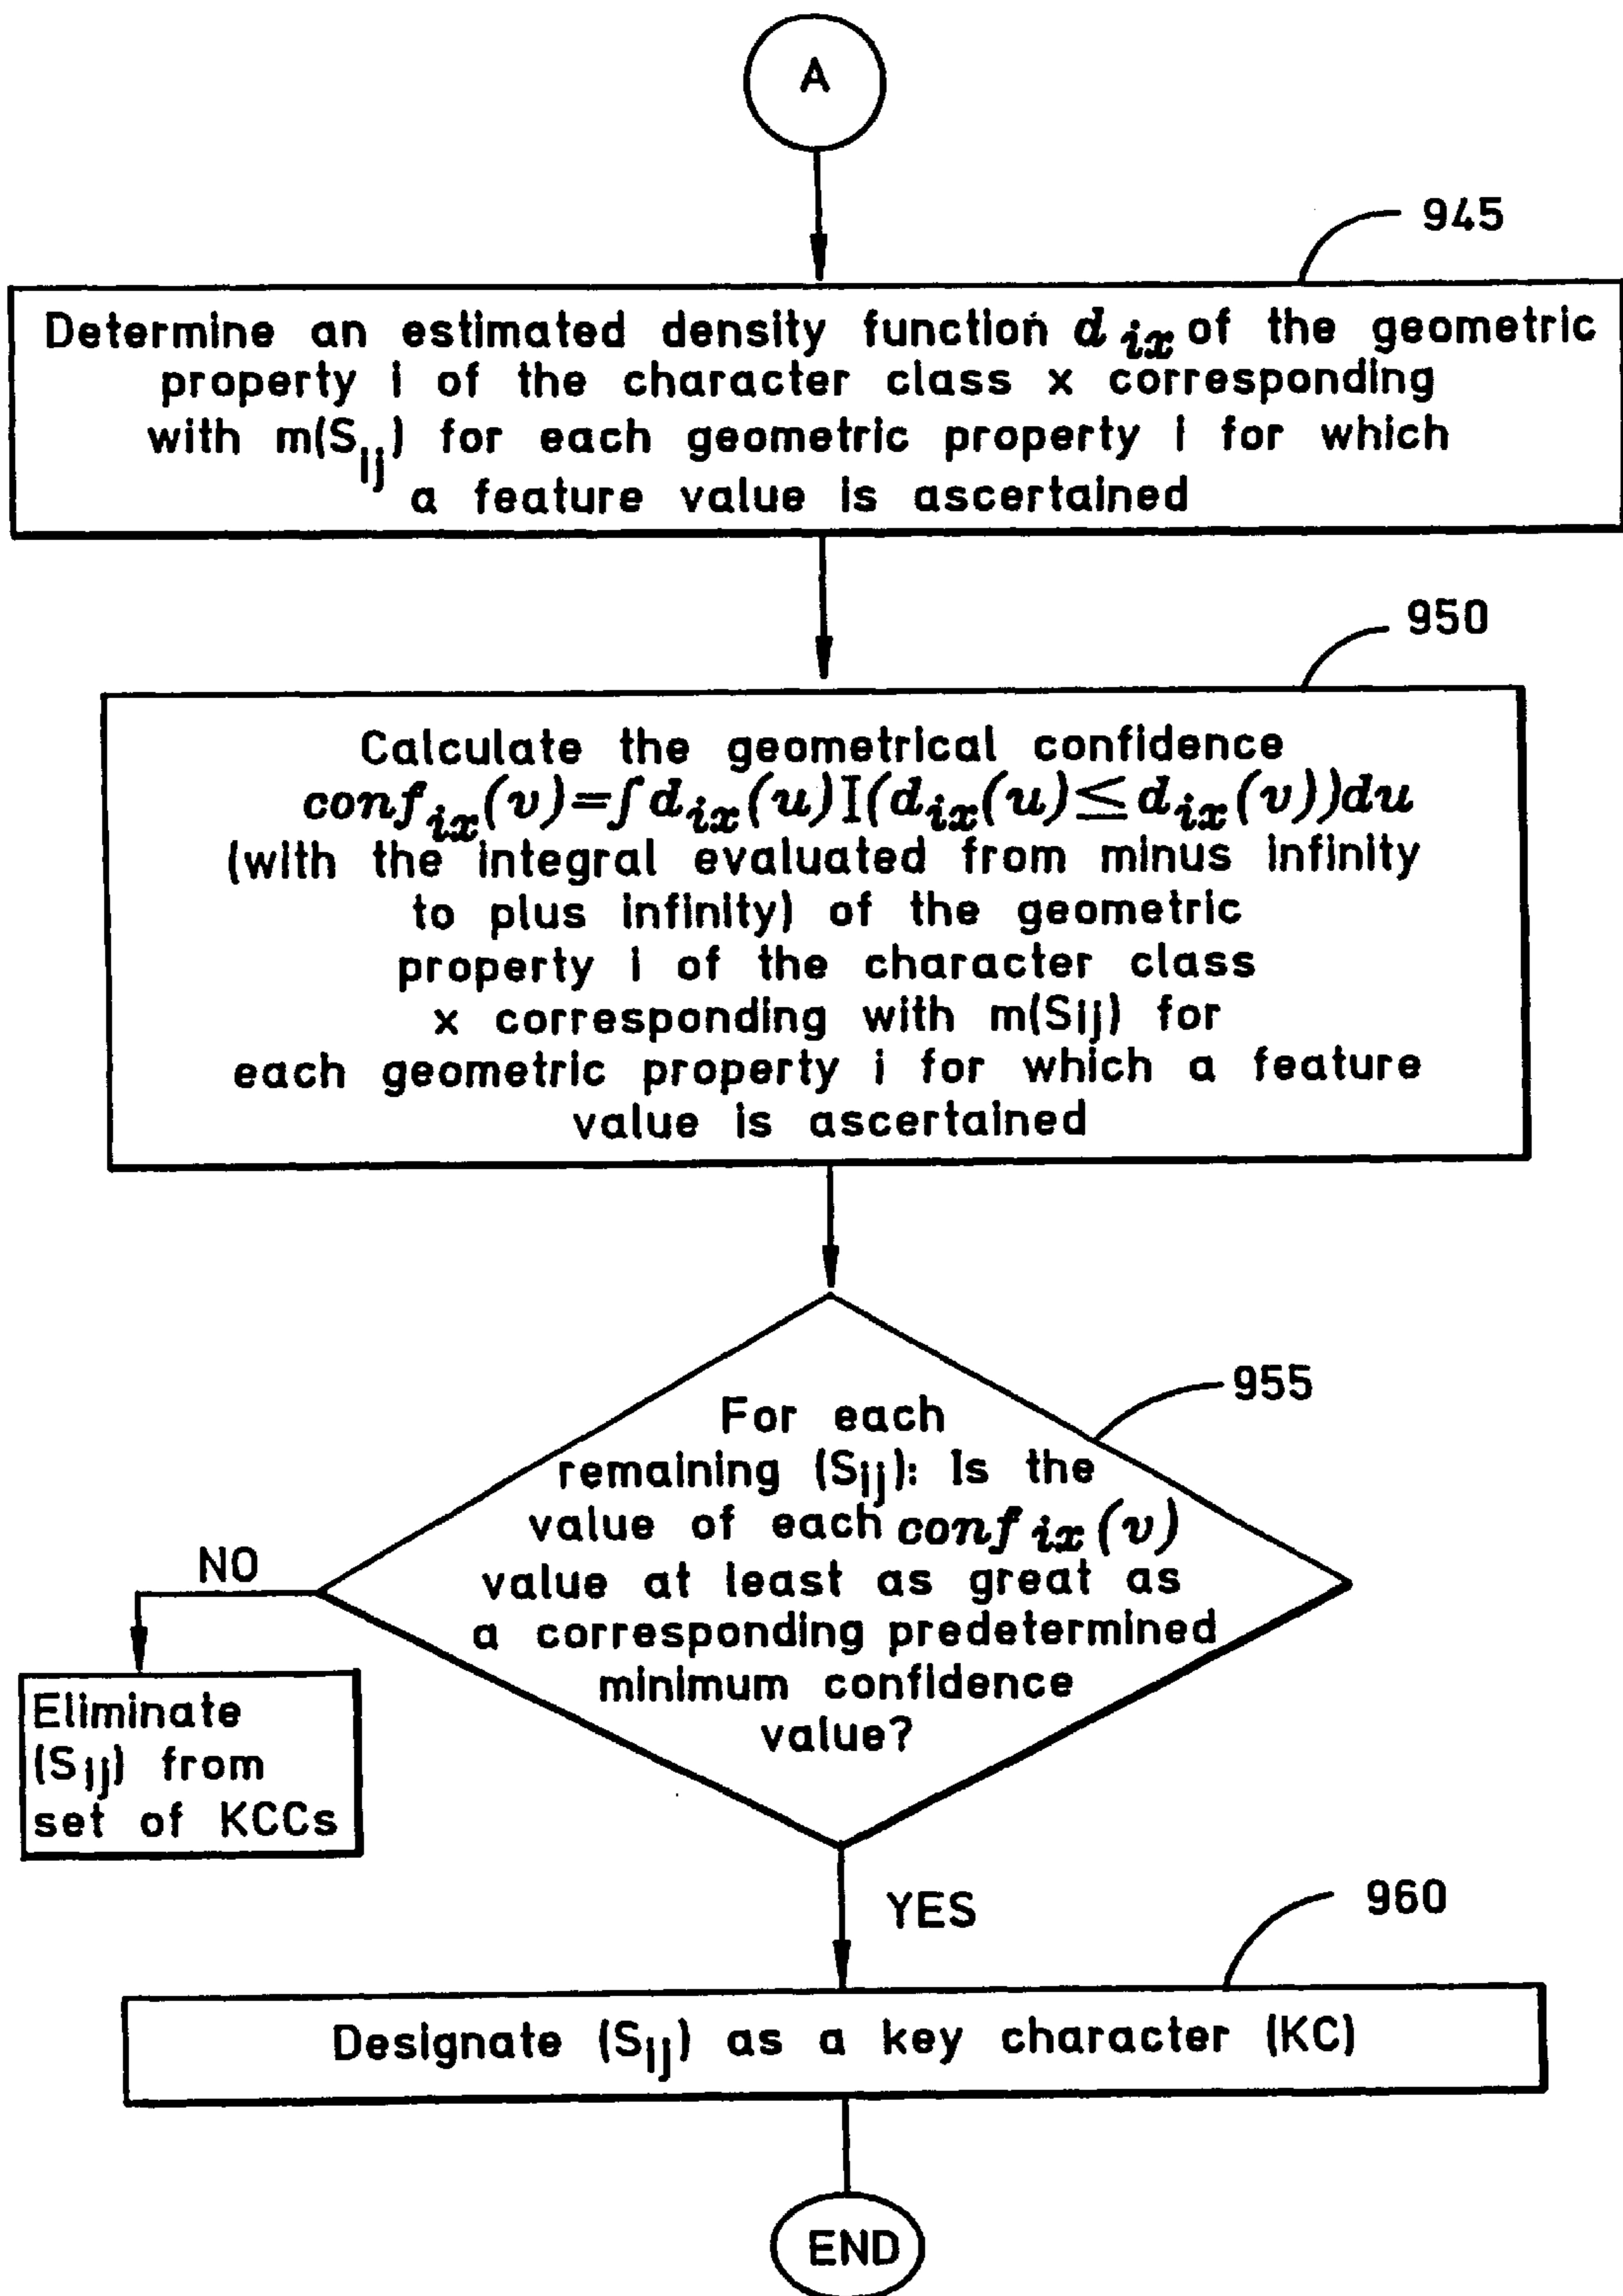 A
945
Determine an estimated density function d_ix of the geometric
property i of the character class x corresponding
with m(S_ij) for each geometric property i for which
a feature value is ascertained
950
Calculate the geometrical confidence
conf_ix(v)=∫d_ix(u)I(d_ix(u)≤d_ix(v))du
(with the integral evaluated from minus infinity
to plus infinity) of the geometric
property i of the character class
x corresponding with m(Sij) for
each geometric property i for which a feature
value is ascertained
955
For each
remaining (S_ij): Is the
value of each conf_ix(v)
value at least as great as
a corresponding predetermined
minimum confidence
value?
NO
Eliminate
(S_ij) from
set of KCCs
YES
960
Designate (S_ij) as a key character (KC)
END